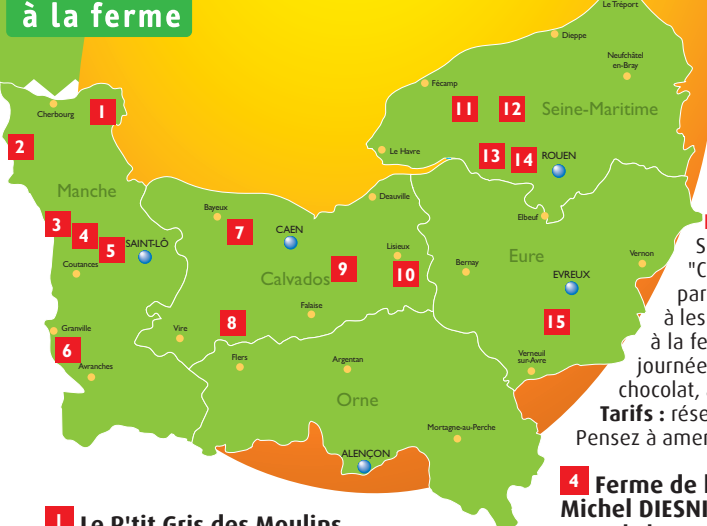 à la ferme
Le Tréport
Dieppe
Neufchâtel
en-Bray
Fécamp
Cherbourg
1
11
12
Seine-Maritime
2
Le Havre
13
14
ROUEN
Manche
Deauville
Bayeux
Elbeuf
3
4
5
SAINT-LÔ
7
CAEN
Lisieux
Eure
Vernon
Coutances
Calvados
9
10
Bernay
EVREUX
Falaise
Granville
Vire
8
15
6
Avranches
Flers
Argentan
Verneuil
sur-Avre
Orne
Mortagne-au-Perche
ALENÇON
S
"C
par
à les
à la fe
journée
chocolat,
Tarifs : rése
Pensez à amer
4 Ferme de l
Michel DIESNI
1 Le P'tit Gris des Moulins